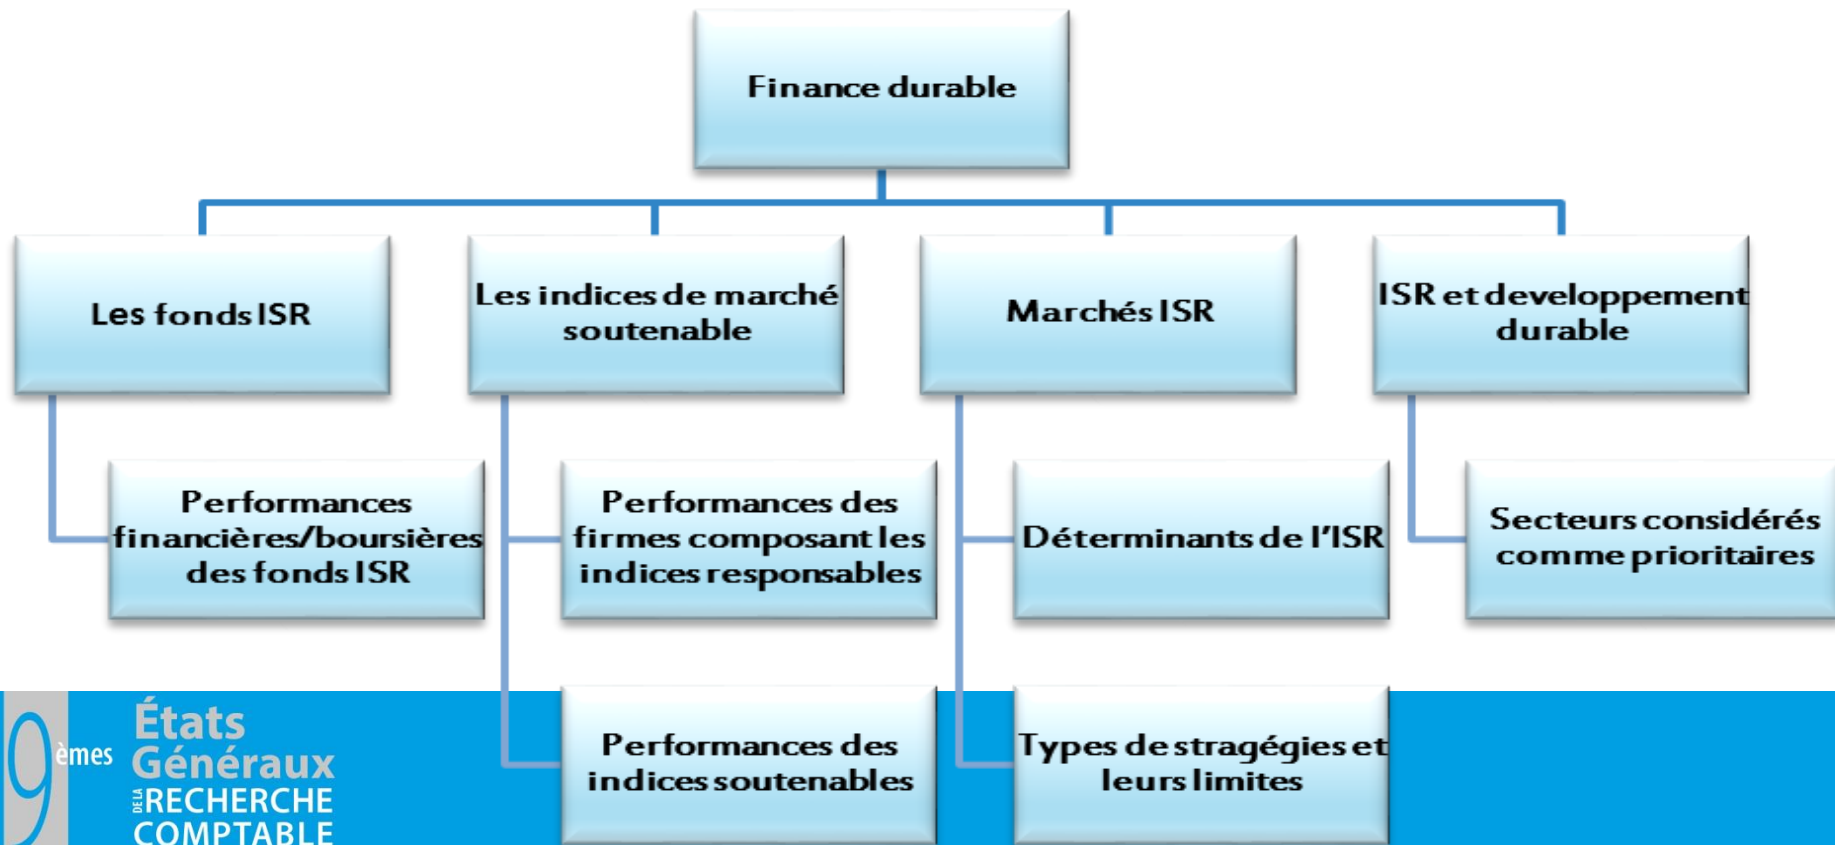 Finance durable
Les fonds ISR
Les indices de marché
soutenable
Marchés ISR
ISR et developpement
durable
Performances
financières/boursières
des fonds ISR
Performances des
firmes composant les
indices responsables
Déterminants de l'ISR
Secteurs considérés
comme prioritaires
Performances des
indices soutenables
Types de stragégies et
leurs limites
9èmes États
Généraux
DE LA RECHERCHE
COMPTABLE